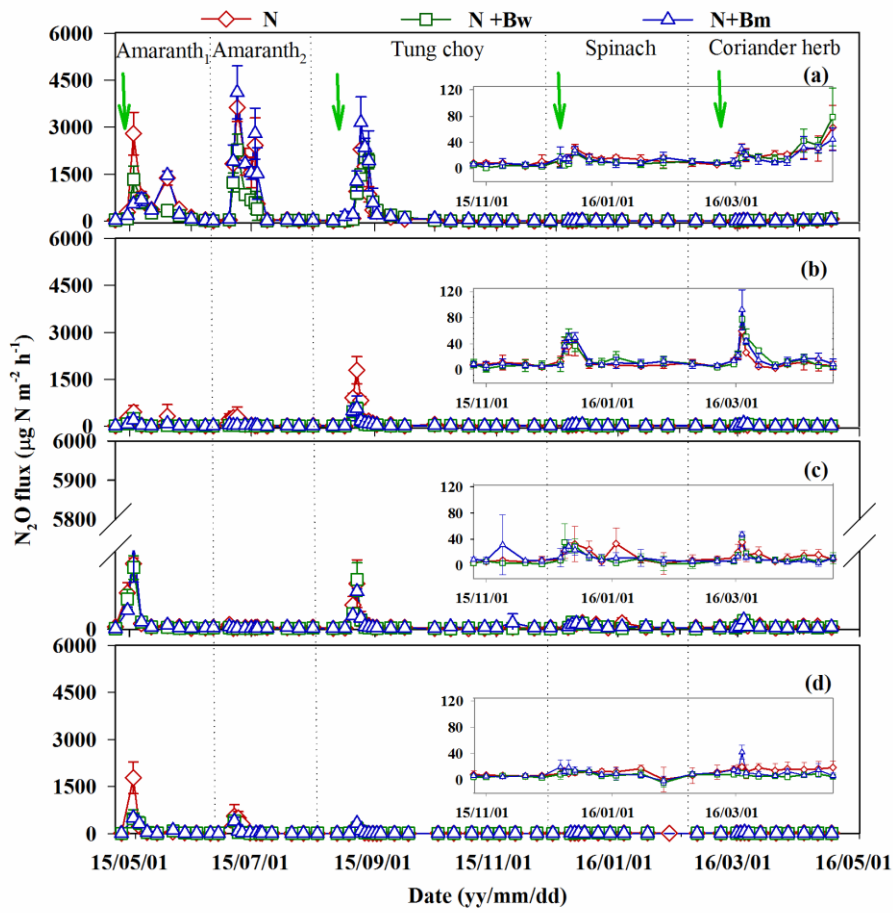 N N +Bw N+Bm
6000 Amaranth₁ Amaranth₂ Tung choy Spinach Coriander herb
(a)
4500
3000
1500
0
120
80
40
0
15/11/01 16/01/01 16/03/01
6000
(b)
4500
3000
1500
0
120
80
40
0
15/11/01 16/01/01 16/03/01
6000
(c)
5900
5800
0
120
80
40
0
15/11/01 16/01/01 16/03/01
6000
(d)
4500
3000
1500
0
120
80
40
0
15/11/01 16/01/01 16/03/01
N₂O flux (µg N m⁻² h⁻¹)
15/05/01 15/07/01 15/09/01 15/11/01 16/01/01 16/03/01 16/05/01
Date (yy/mm/dd)